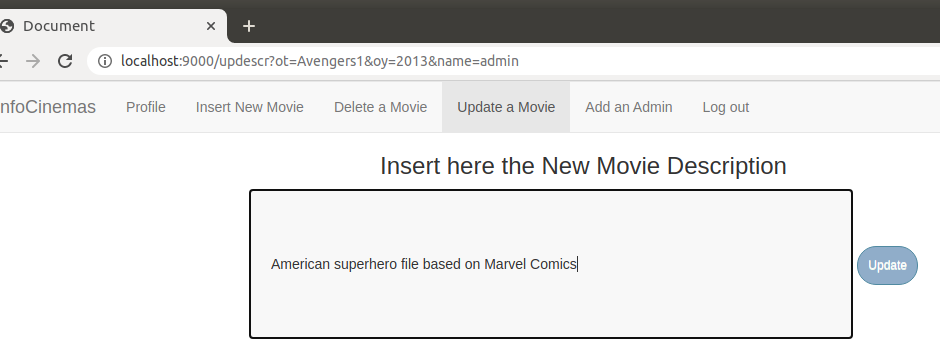 Document
localhost:9000/updescr?ot=Avengers1&oy=2013&name=admin
nfoCinemas Profile Insert New Movie Delete a Movie Update a Movie Add an Admin Log out
Insert here the New Movie Description
American superhero file based on Marvel Comics
Update